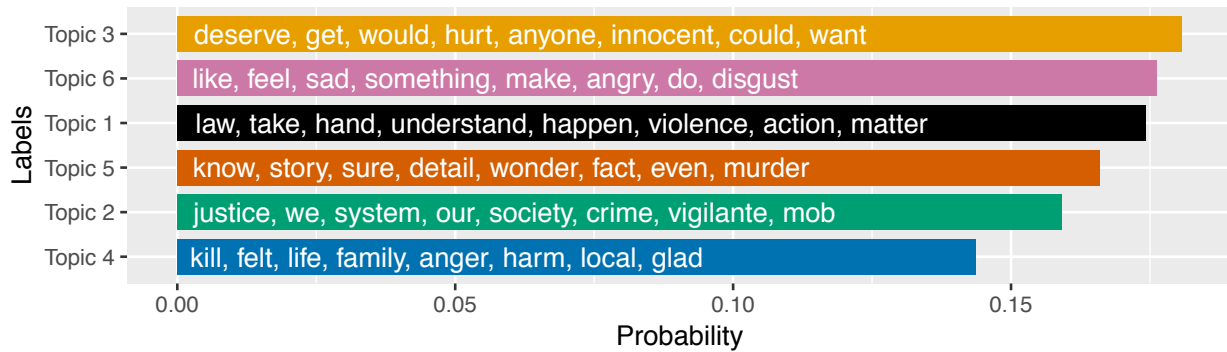 Labels
Topic 3 deserve, get, would, hurt, anyone, innocent, could, want
Topic 6 like, feel, sad, something, make, angry, do, disgust
Topic 1 law, take, hand, understand, happen, violence, action, matter
Topic 5 know, story, sure, detail, wonder, fact, even, murder
Topic 2 justice, we, system, our, society, crime, vigilante, mob
Topic 4 kill, felt, life, family, anger, harm, local, glad
0.00 0.05 0.10 0.15
Probability